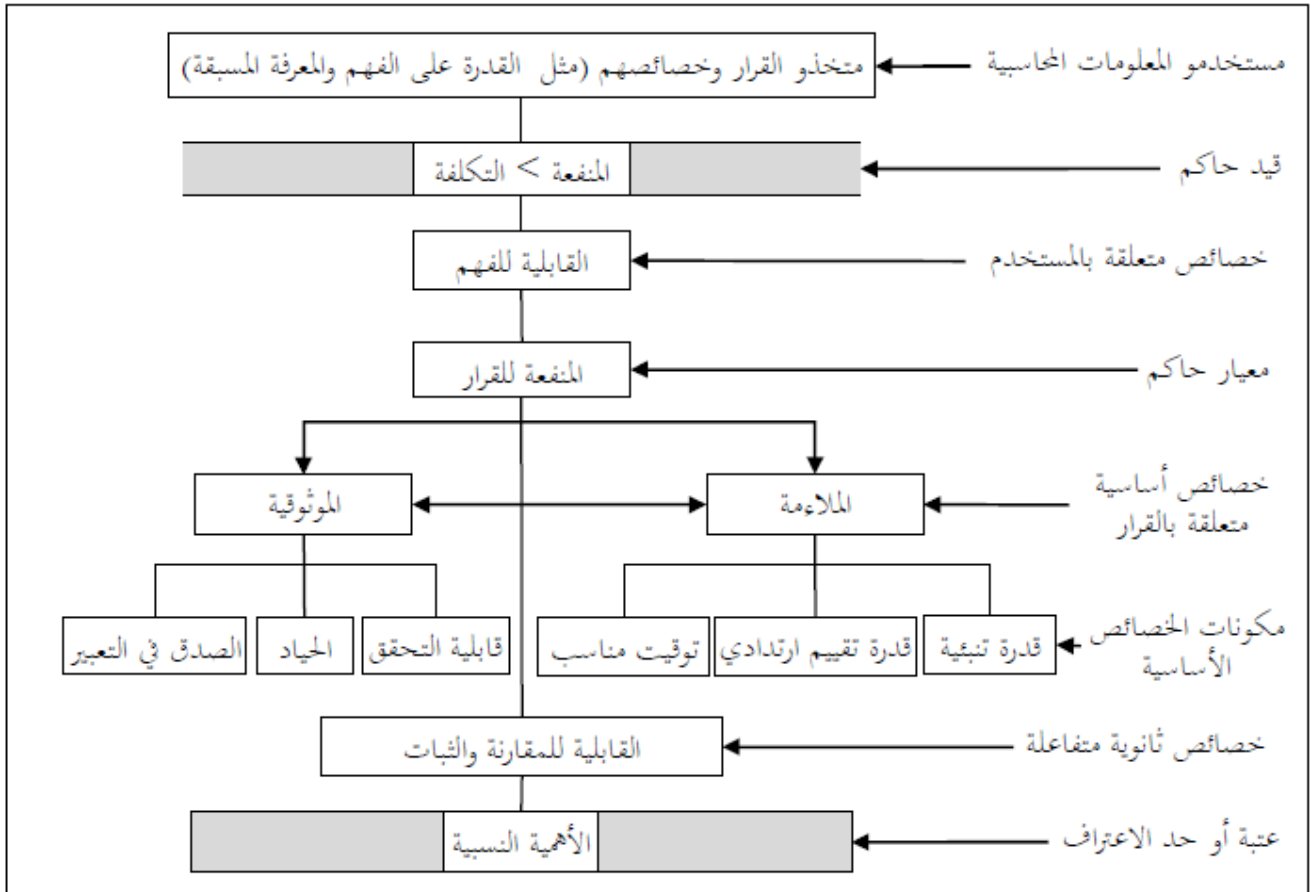 مستخدمو المعلومات المحاسبية
متخذو القرار وخصائصهم (مثل القدرة على الفهم والمعرفة المسبقة)
قيد حاكم
المنفعة > التكلفة
خصائص متعلقة بالمستخدم
القابلية للفهم
معيار حاكم
المنفعة للقرار
خصائص أساسية
متعلقة بالقرار
الملاءمة
الموثوقية
مكونات الخصائص
الأساسية
قدرة تنبئية
قدرة تقييم ارتدادي
توقيت مناسب
قابلية التحقق
الحياد
الصدق في التعبير
خصائص ثانوية متفاعلة
القابلية للمقارنة والثبات
عتبة أو حد الاعتراف
الأهمية النسبية